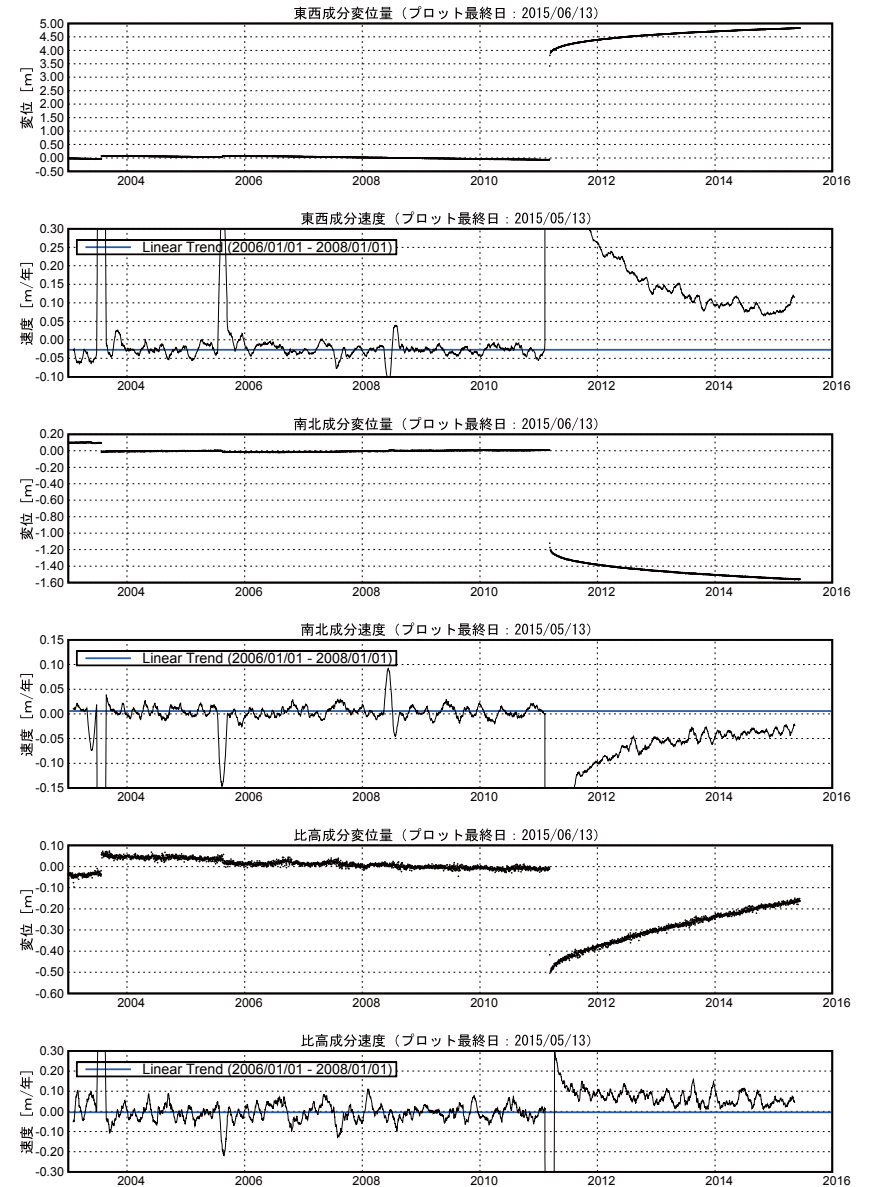 東西成分変位量（プロット最終日：2015/06/13）
変位 [m]
5.00
4.50
4.00
3.50
3.00
2.50
2.00
1.50
1.00
0.50
0.00
-0.50
2004 2006 2008 2010 2012 2014 2016
東西成分速度（プロット最終日：2015/05/13）
速度 [m/年]
Linear Trend (2006/01/01 - 2008/01/01)
0.30
0.25
0.20
0.15
0.10
0.05
0.00
-0.05
-0.10
2004 2006 2008 2010 2012 2014 2016
南北成分変位量（プロット最終日：2015/06/13）
変位 [m]
0.20
0.00
-0.20
-0.40
-0.60
-0.80
-1.00
-1.20
-1.40
-1.60
2004 2006 2008 2010 2012 2014 2016
南北成分速度（プロット最終日：2015/05/13）
速度 [m/年]
Linear Trend (2006/01/01 - 2008/01/01)
0.15
0.10
0.05
0.00
-0.05
-0.10
-0.15
2004 2006 2008 2010 2012 2014 2016
比高成分変位量（プロット最終日：2015/06/13）
変位 [m]
0.10
0.00
-0.10
-0.20
-0.30
-0.40
-0.50
-0.60
2004 2006 2008 2010 2012 2014 2016
比高成分速度（プロット最終日：2015/05/13）
速度 [m/年]
Linear Trend (2006/01/01 - 2008/01/01)
0.30
0.20
0.10
0.00
-0.10
-0.20
-0.30
2004 2006 2008 2010 2012 2014 2016